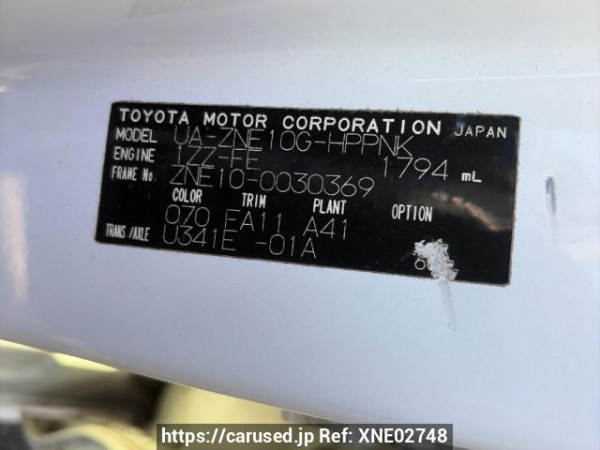 TOYOTA MOTOR CORPORATION JAPAN
MODEL UA-ZNE10G-HPPNK
ENGINE 1ZZ-FE 1794 mL
FRAME No. ZNE10-0030369
COLOR TRIM PLANT OPTION
070 FA11 A41
TRANS/AXLE U341E -01A
https://carused.jp Ref: XNE02748